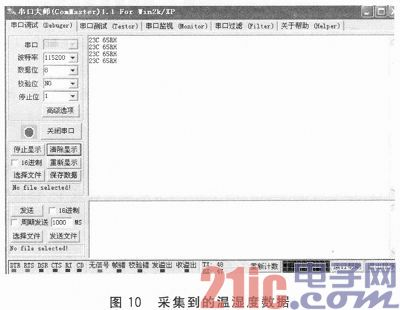 串口大师(ComMaster)1.1 For Win2k/XP
串口调试 (Debuger) 串口测试 (Testor) 串口监视 (Monitor) 串口过滤 (Filter) 关于帮助 (Helper)
串口
波特率 115200
数据位 8
校验位 NO
停止位 1
高级选项
关闭串口
停止显示 清除显示
16进制 重新显示
选择文件 保存数据
No file selected!
23C 65RH
23C 65RH
23C 65RH
23C 65RH
发送 16进制
周期发送 1000 MS
选择文件 发送文件
No file selected!
DTR RTS DSR CTS RI CD 无信号 帧错 校验错 发溢出 收溢出 TX: 48
重新计数
21ic电子网
.com
图 10 采集到的温湿度数据